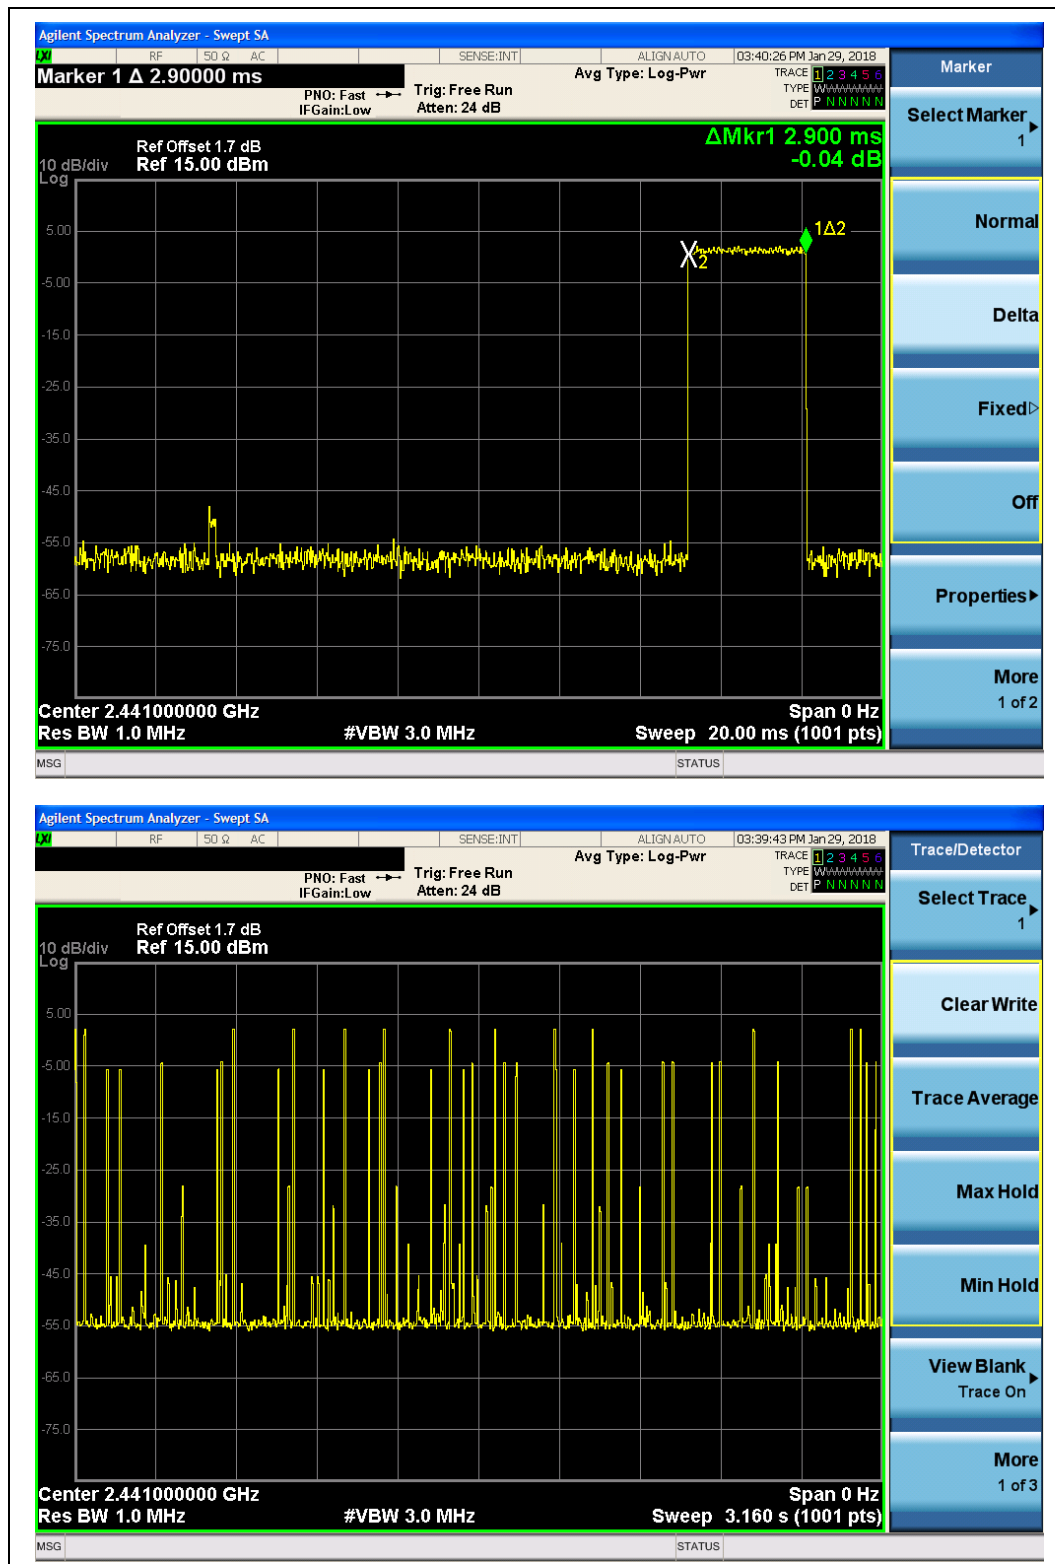 Agilent Spectrum Analyzer - Swept SA
LXI RF 50 Ω AC SENSE:INT ALIGN AUTO 03:40:26 PM Jan 29, 2018
Marker 1 Δ 2.90000 ms
PNO: Fast
IFGain:Low
Trig: Free Run
Atten: 24 dB
Avg Type: Log-Pwr
TRACE 1 2 3 4 5 6
TYPE W
DET P N N N N N
ΔMkr1 2.900 ms
-0.04 dB
Ref Offset 1.7 dB
10 dB/div Ref 15.00 dBm
Log
5.00
-5.00
-15.0
-25.0
-35.0
-45.0
-55.0
-65.0
-75.0
1Δ2
X2
Center 2.441000000 GHz Span 0 Hz
Res BW 1.0 MHz #VBW 3.0 MHz Sweep 20.00 ms (1001 pts)
MSG STATUS
Marker
Select Marker
1
Normal
Delta
Fixed
Off
Properties
More
1 of 2
Agilent Spectrum Analyzer - Swept SA
LXI RF 50 Ω AC SENSE:INT ALIGN AUTO 03:39:43 PM Jan 29, 2018
PNO: Fast
IFGain:Low
Trig: Free Run
Atten: 24 dB
Avg Type: Log-Pwr
TRACE 1 2 3 4 5 6
TYPE W
DET P N N N N N
Ref Offset 1.7 dB
10 dB/div Ref 15.00 dBm
Log
5.00
-5.00
-15.0
-25.0
-35.0
-45.0
-55.0
-65.0
-75.0
Center 2.441000000 GHz Span 0 Hz
Res BW 1.0 MHz #VBW 3.0 MHz Sweep 3.160 s (1001 pts)
MSG STATUS
Trace/Detector
Select Trace
1
Clear Write
Trace Average
Max Hold
Min Hold
View Blank
Trace On
More
1 of 3